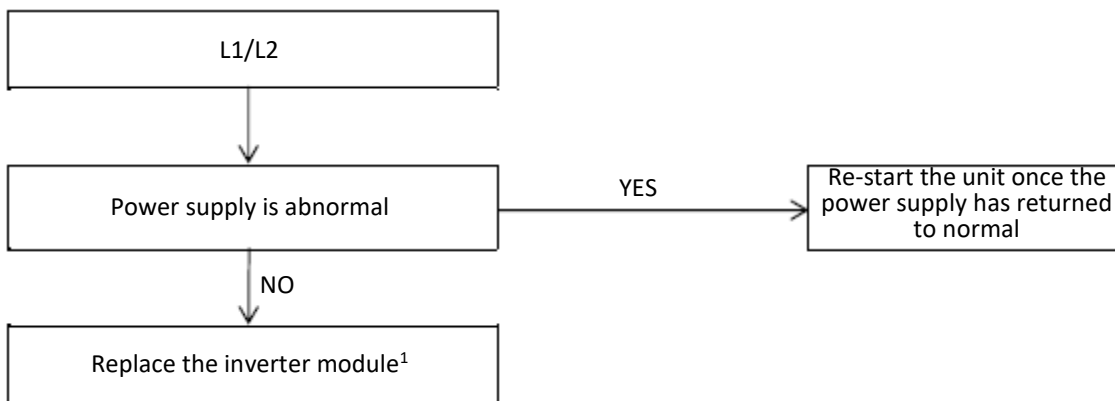 L1/L2
Power supply is abnormal
YES
Re-start the unit once the
power supply has returned
to normal
NO
Replace the inverter module¹